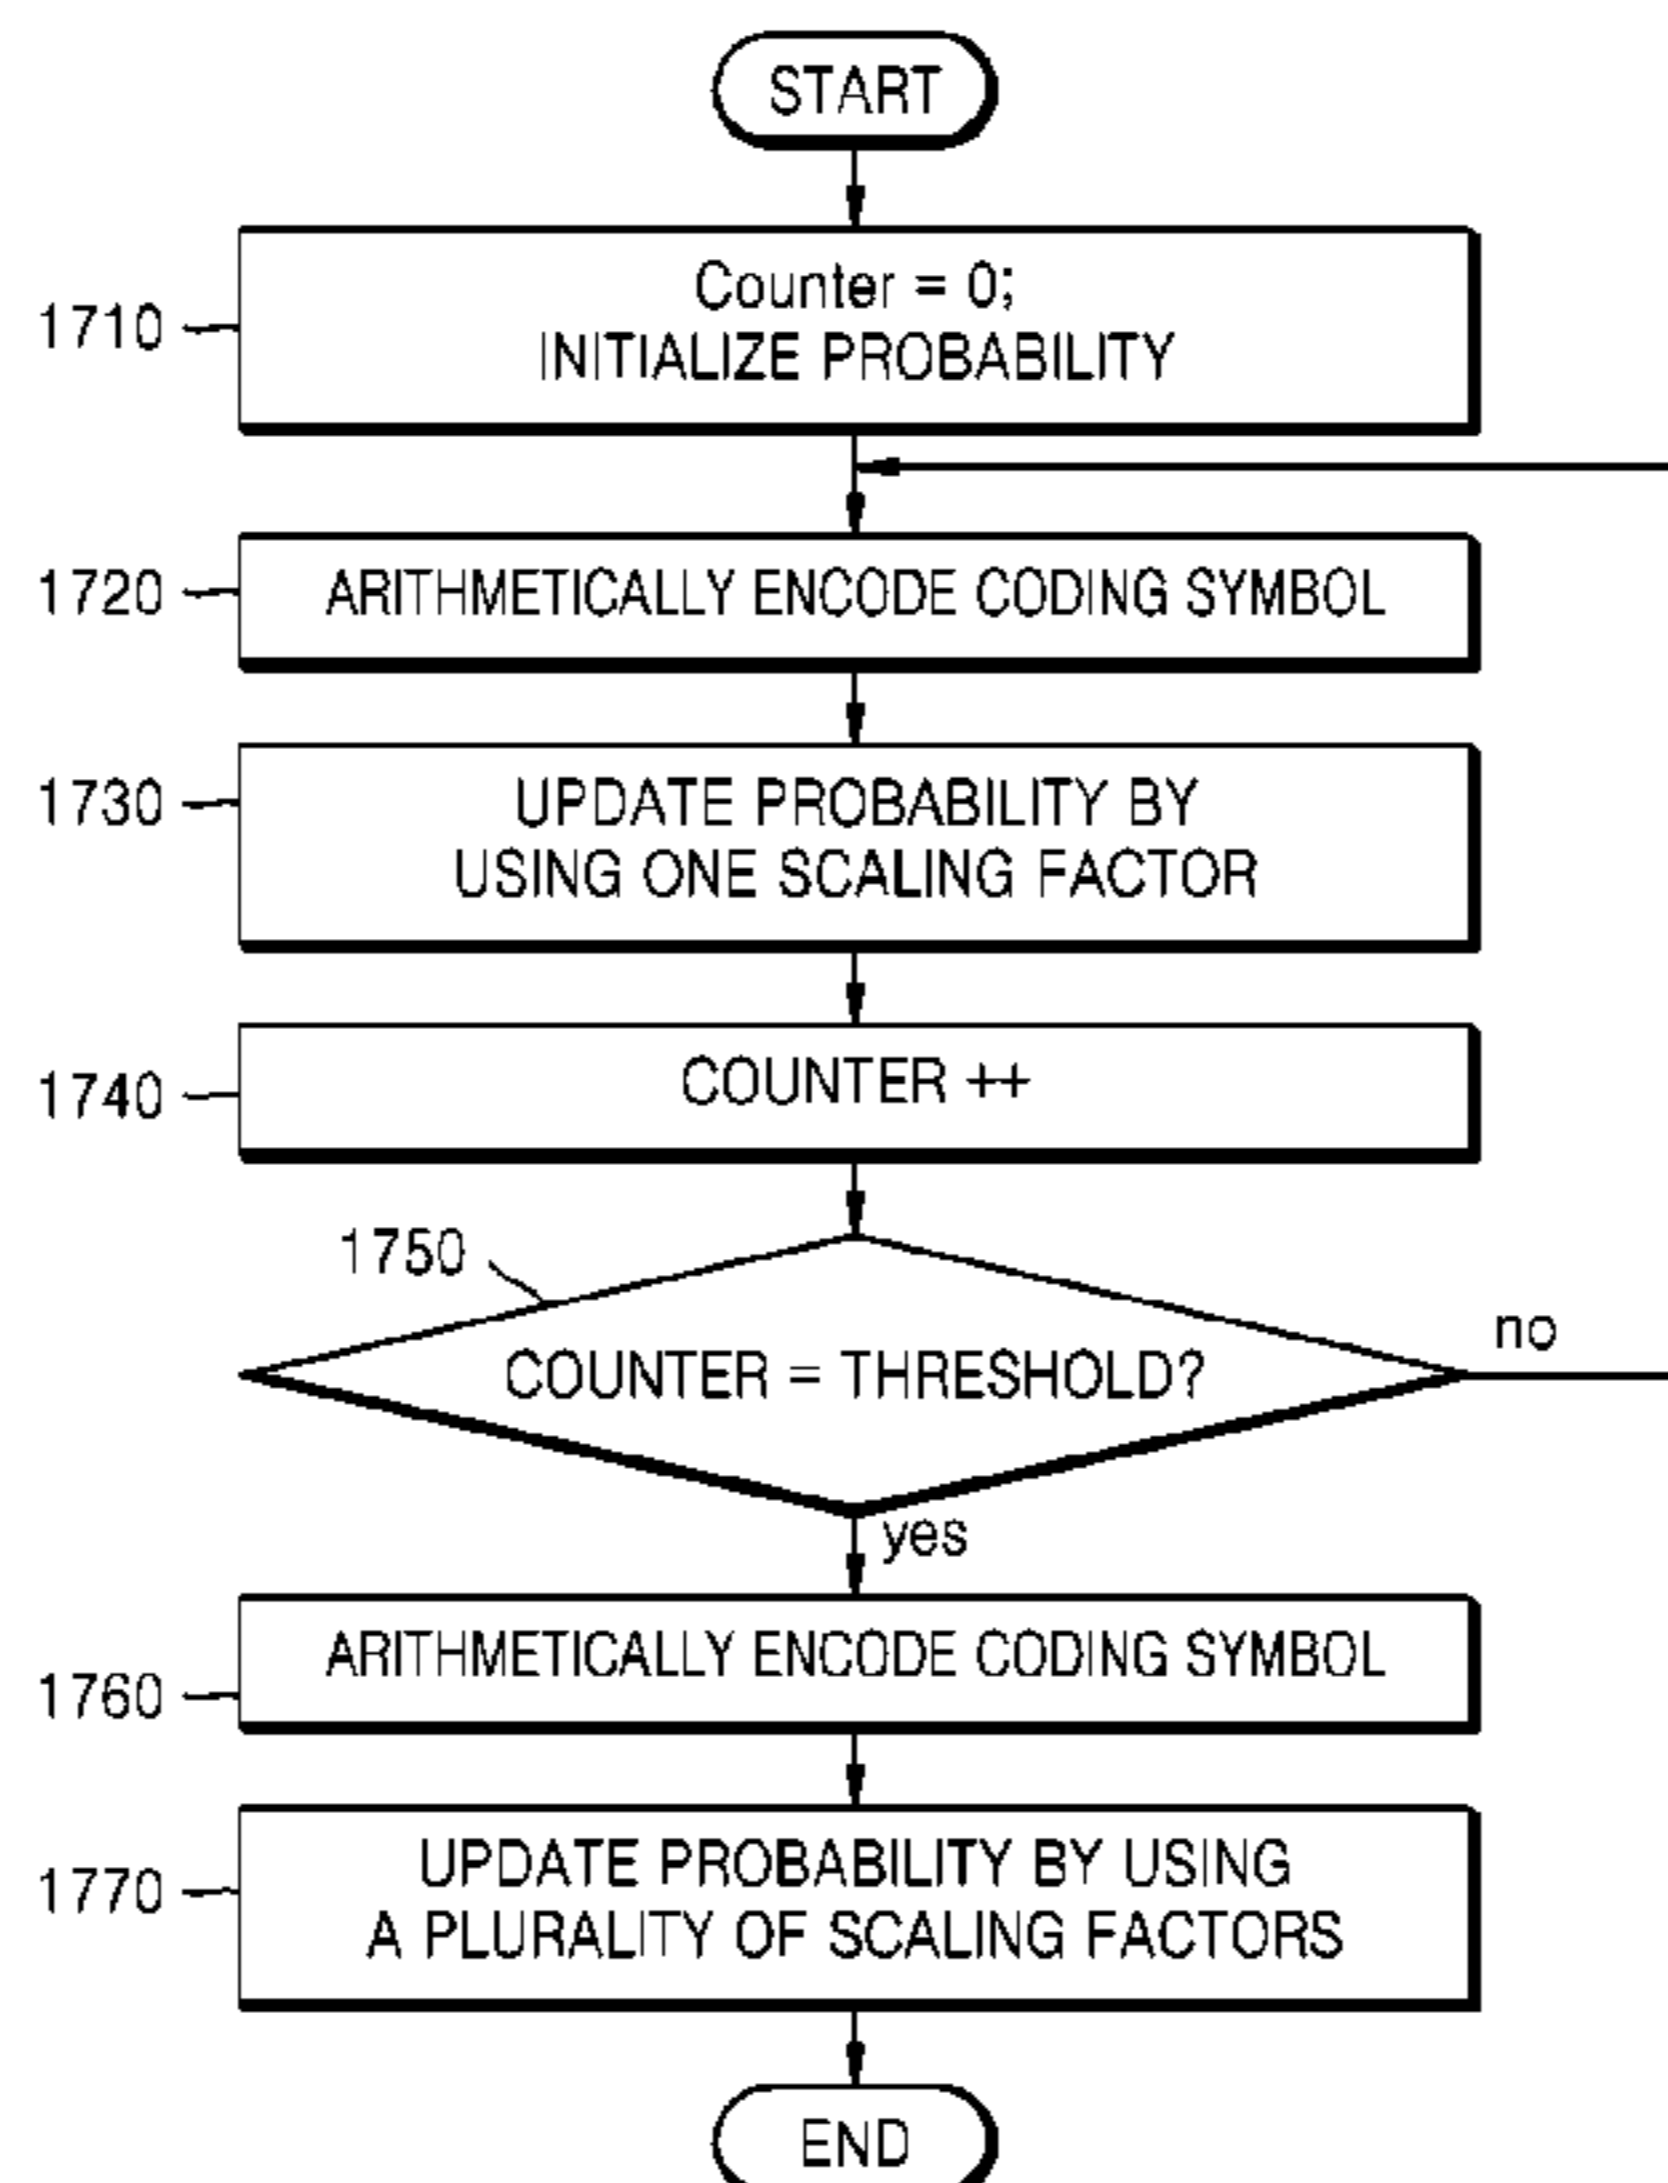 START
Counter = 0;
INITIALIZE PROBABILITY
1710
1720
ARITHMETICALLY ENCODE CODING SYMBOL
1730
UPDATE PROBABILITY BY
USING ONE SCALING FACTOR
1740
COUNTER ++
1750
COUNTER = THRESHOLD?
no
yes
ARITHMETICALLY ENCODE CODING SYMBOL
1760
UPDATE PROBABILITY BY USING
A PLURALITY OF SCALING FACTORS
1770
END